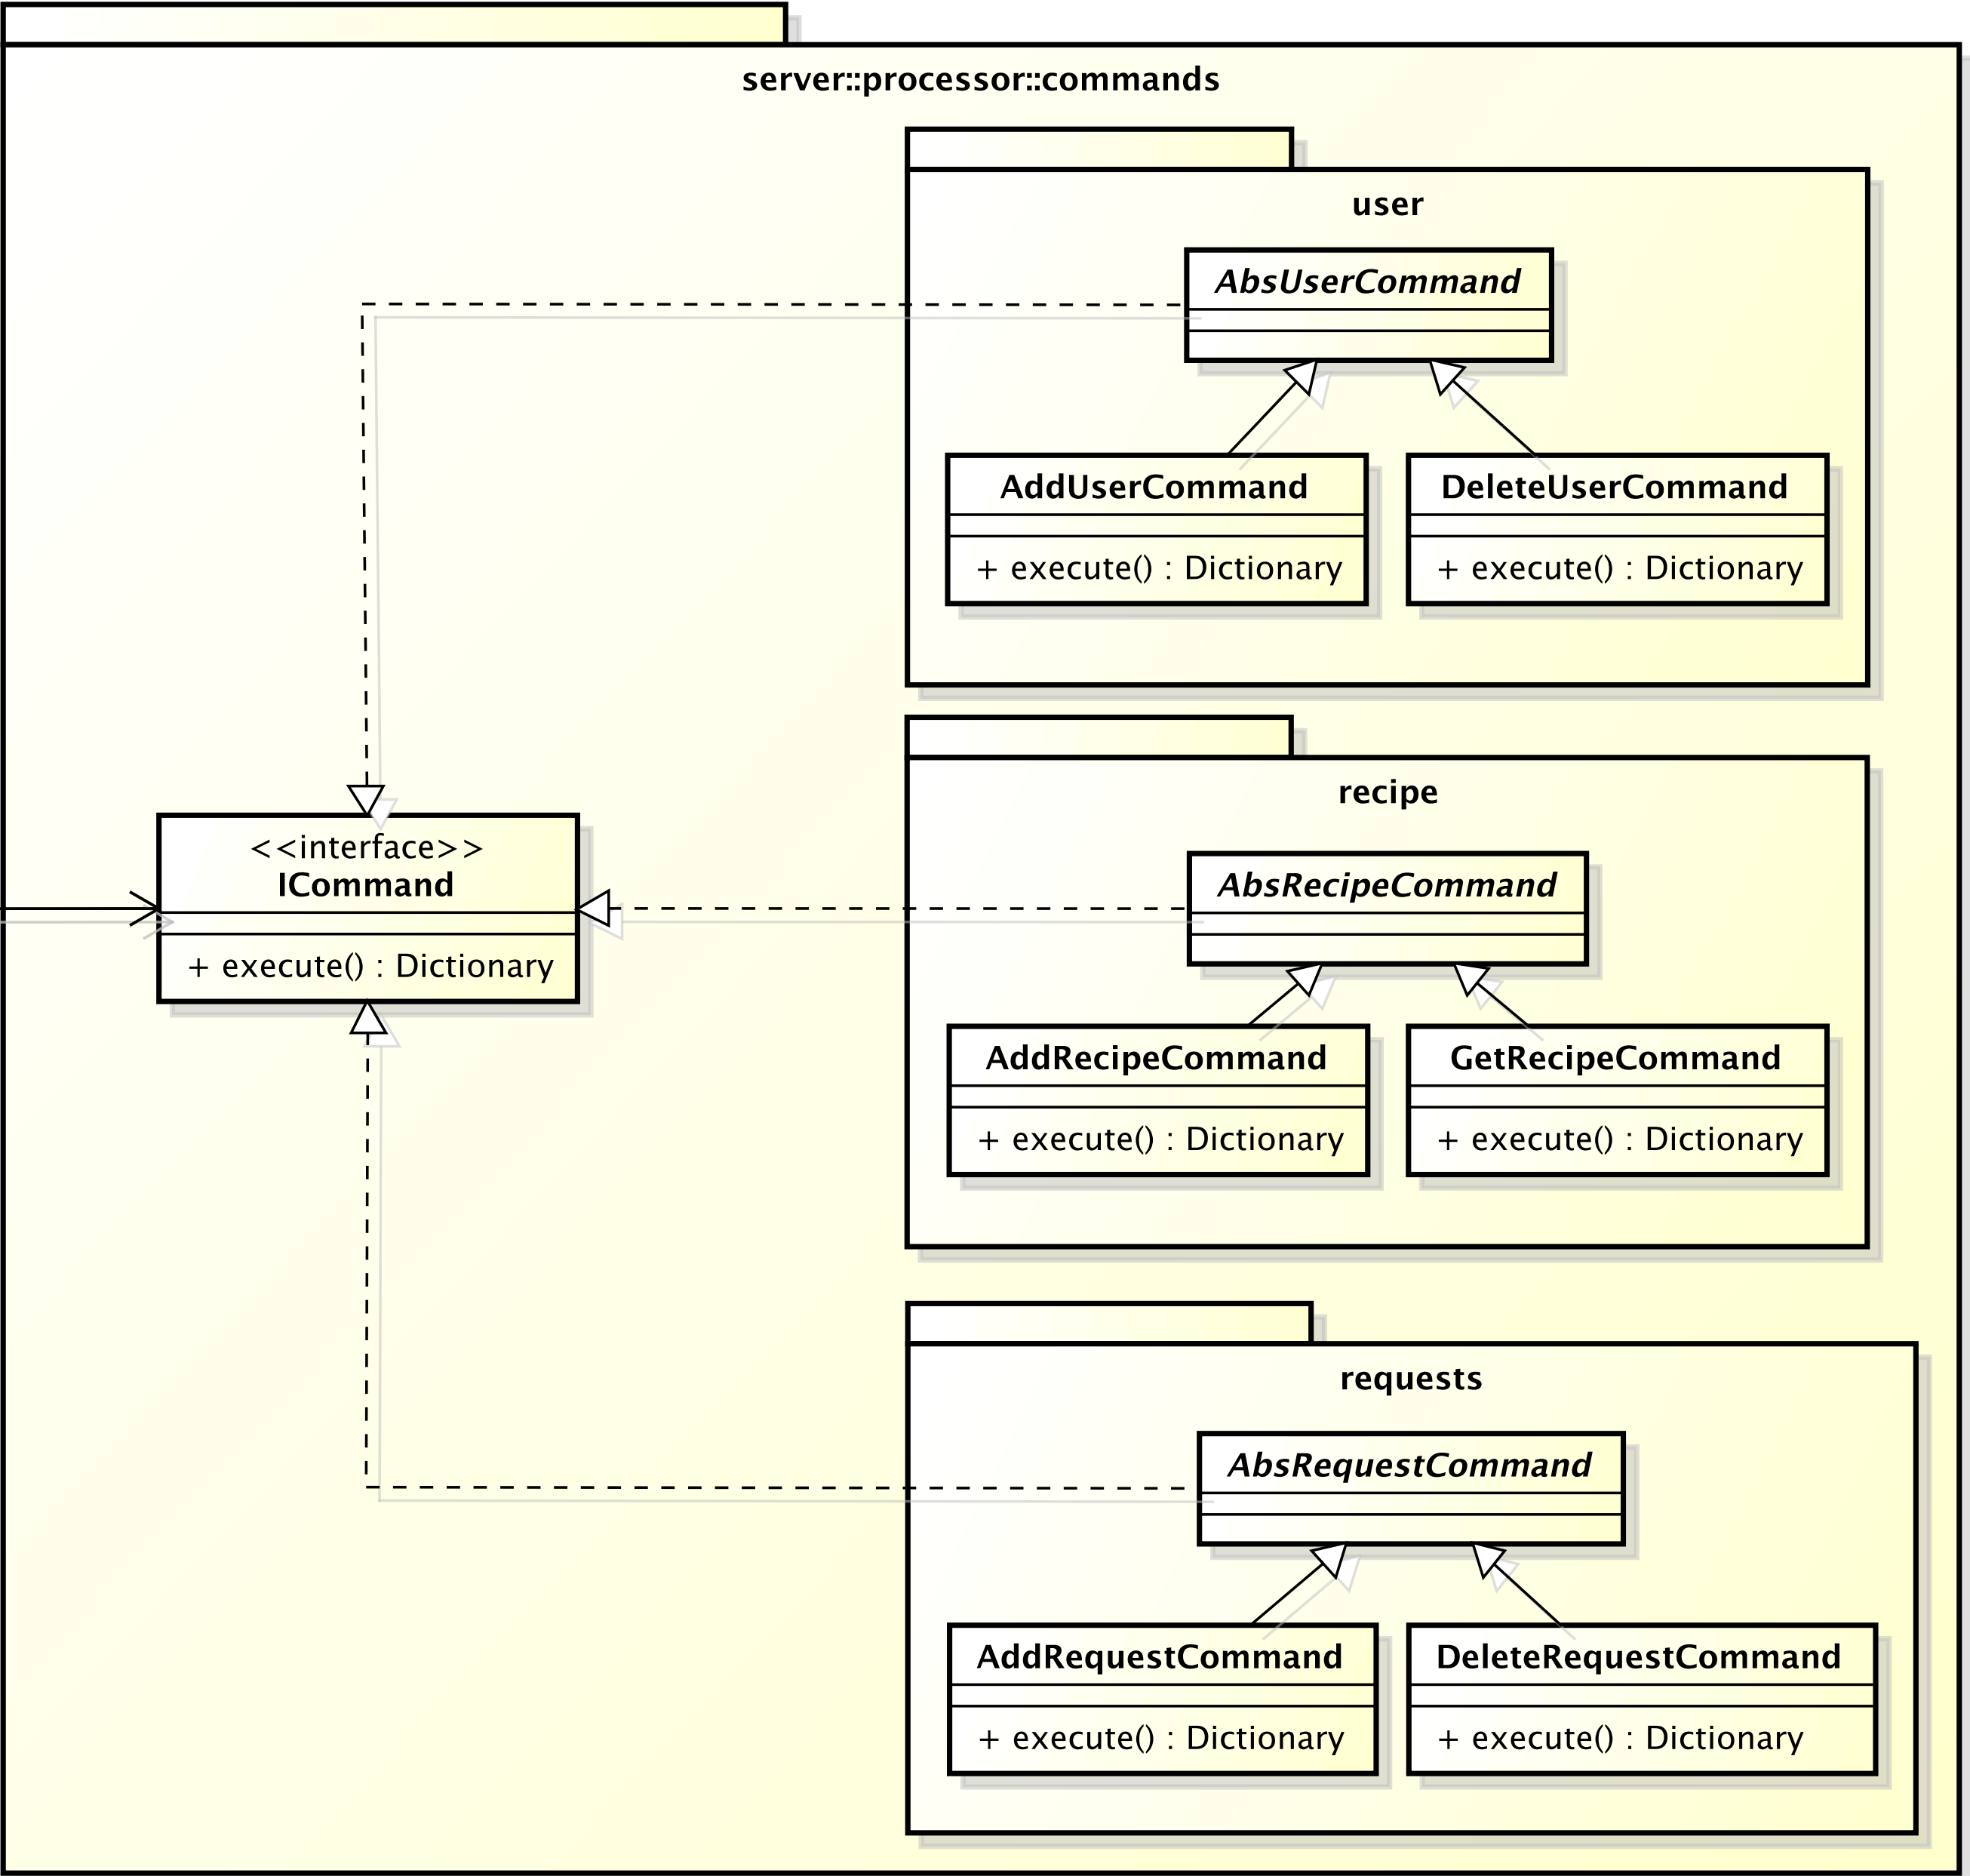 server::processor::commands
user
AbsUserCommand
AddUserCommand
+ execute() : Dictionary
DeleteUserCommand
+ execute() : Dictionary
<<interface>>
ICommand
+ execute() : Dictionary
recipe
AbsRecipeCommand
AddRecipeCommand
+ execute() : Dictionary
GetRecipeCommand
+ execute() : Dictionary
requests
AbsRequestCommand
AddRequestCommand
+ execute() : Dictionary
DeleteRequestCommand
+ execute() : Dictionary